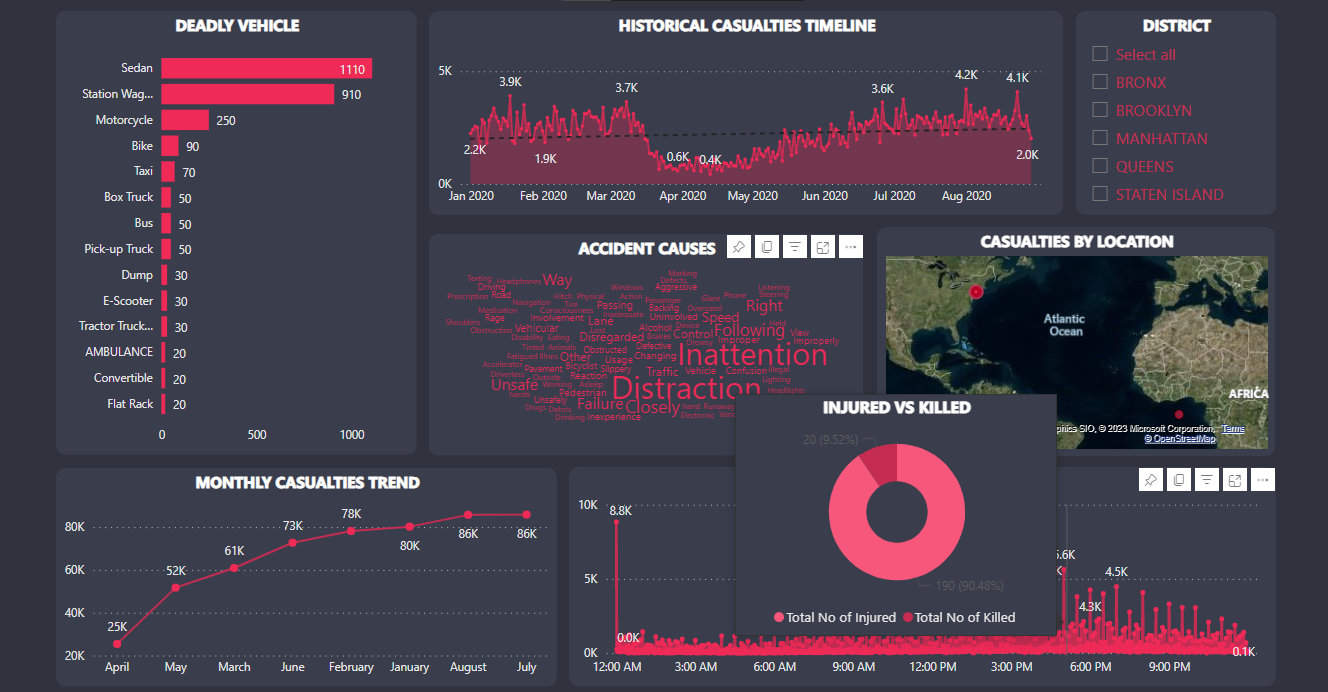 DEADLY VEHICLE
Sedan
1110
Station Wag...
910
Motorcycle
250
Bike
90
Taxi
70
Box Truck
50
Bus
50
Pick-up Truck
50
Dump
30
E-Scooter
30
Tractor Truck...
30
AMBULANCE
20
Convertible
20
Flat Rack
20
0 500 1000
HISTORICAL CASUALTIES TIMELINE
5K
3.9K 3.7K 3.6K 4.2K 4.1K
2.2K 1.9K 0.6K 0.4K 2.0K
0K
Jan 2020 Feb 2020 Mar 2020 Apr 2020 May 2020 Jun 2020 Jul 2020 Aug 2020
DISTRICT
Select all
BRONX
BROOKLYN
MANHATTAN
QUEENS
STATEN ISLAND
ACCIDENT CAUSES
Marking
Texting Headphones Way Defects
Driving Windows Aggressive Listening
Prescription Road Hitch Physical Action Passenger Glare Phone Steering
Navigation Tire Passing Backing Oversized Right
Medication Consciousness Inadequate
Rage Involvement Lane Uninvolved Speed
Shoulders Vehicular Alcohol Device Following Held
Obstruction Lost Control View
Disability Eating Disregarded Brakes Improper Improperly
Tinted Animals Obstructed Defective Drowsy
Fatigued Illnes Other Usage Changing Inattention
Accelerator Pavement Bicyclist Slippery Traffic Vehicle Confusion illegal
Driverless Outside Reaction Lighting
Unsafe Working Asleep Distraction Headlights
hands Pedestrian
Unsafely Failure Closely hand Runaway
Drugs Debris
Drinking Inexperience Electronic
CASUALTIES BY LOCATION
Atlantic
Ocean
AFRICA
SIO, © 2023 Microsoft Corporation, Terms
© OpenStreetMap
INJURED VS KILLED
20 (9.52%)
190 (90.48%)
Total No of Injured Total No of Killed
MONTHLY CASUALTIES TREND
80K
60K
40K
20K
25K 52K 61K 73K 78K 80K 86K 86K
April May March June February January August July
10K
8.8K
5K
4.5K
4.3K
0K
0.0K
0.1K
12:00 AM 3:00 AM 6:00 AM 9:00 AM 12:00 PM 3:00 PM 6:00 PM 9:00 PM